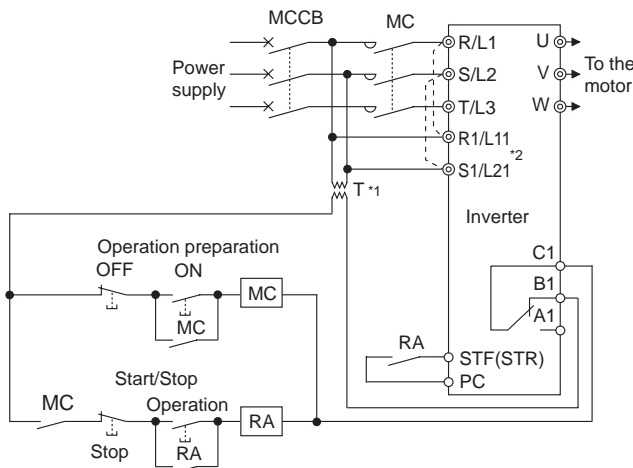 MCCB
MC
R/L1
U
Power supply
S/L2
V
To the motor
T/L3
W
R1/L11
*2
S1/L21
T *1
Inverter
Operation preparation
OFF
ON
MC
MC
C1
B1
A1
RA
STF(STR)
PC
Start/Stop
MC
Operation
Stop
RA
RA